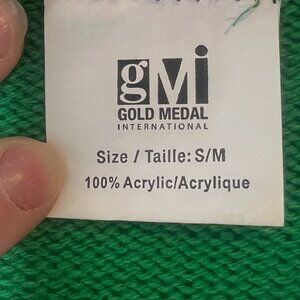 gMi
GOLD MEDAL
INTERNATIONAL
Size / Taille: S/M
100% Acrylic/Acrylique